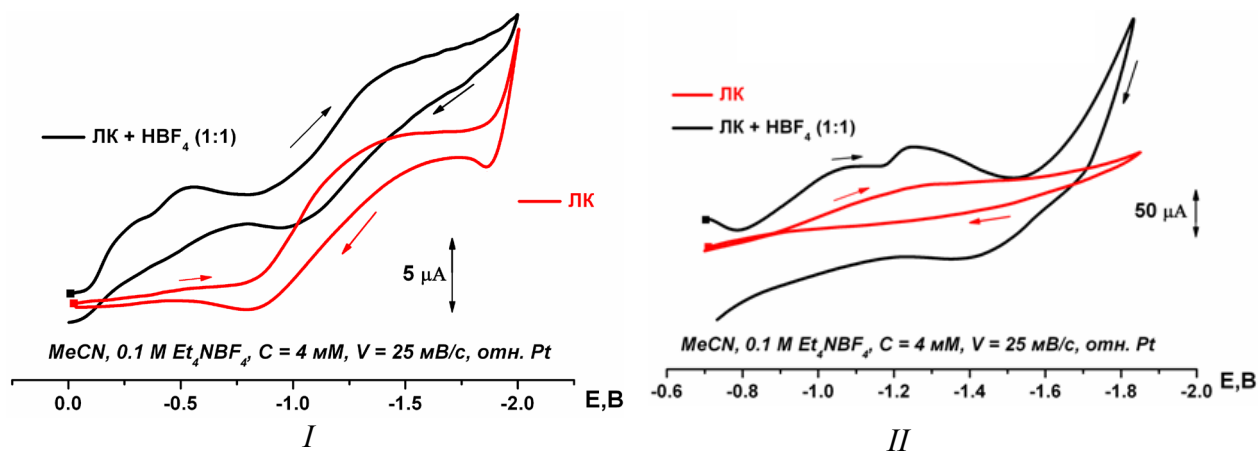 ЛК + HBF₄ (1:1)
ЛК
5 μA
MeCN, 0.1 M Et₄NBF₄, C = 4 мМ, V = 25 мВ/с, отн. Pt
0.0 -0.5 -1.0 -1.5 -2.0 E,В
I
ЛК
ЛК + HBF₄ (1:1)
50 μA
MeCN, 0.1 M Et₄NBF₄, C = 4 мМ, V = 25 мВ/с, отн. Pt
-0.6 -0.8 -1.0 -1.2 -1.4 -1.6 -1.8 -2.0
E,В
II